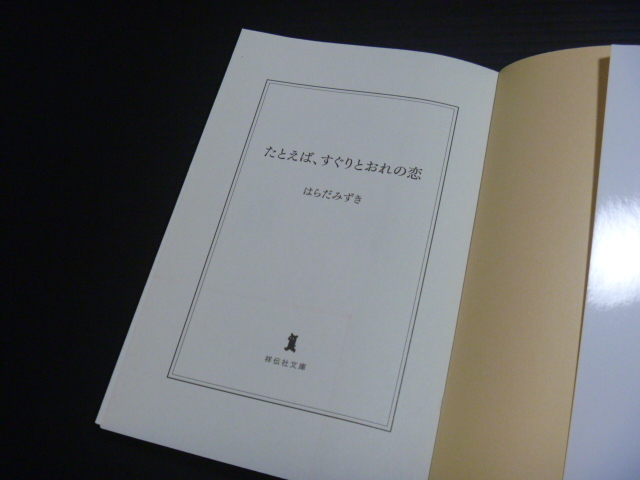 たとえば、すぐりとおれの恋
はらだみずき
祥伝社文庫